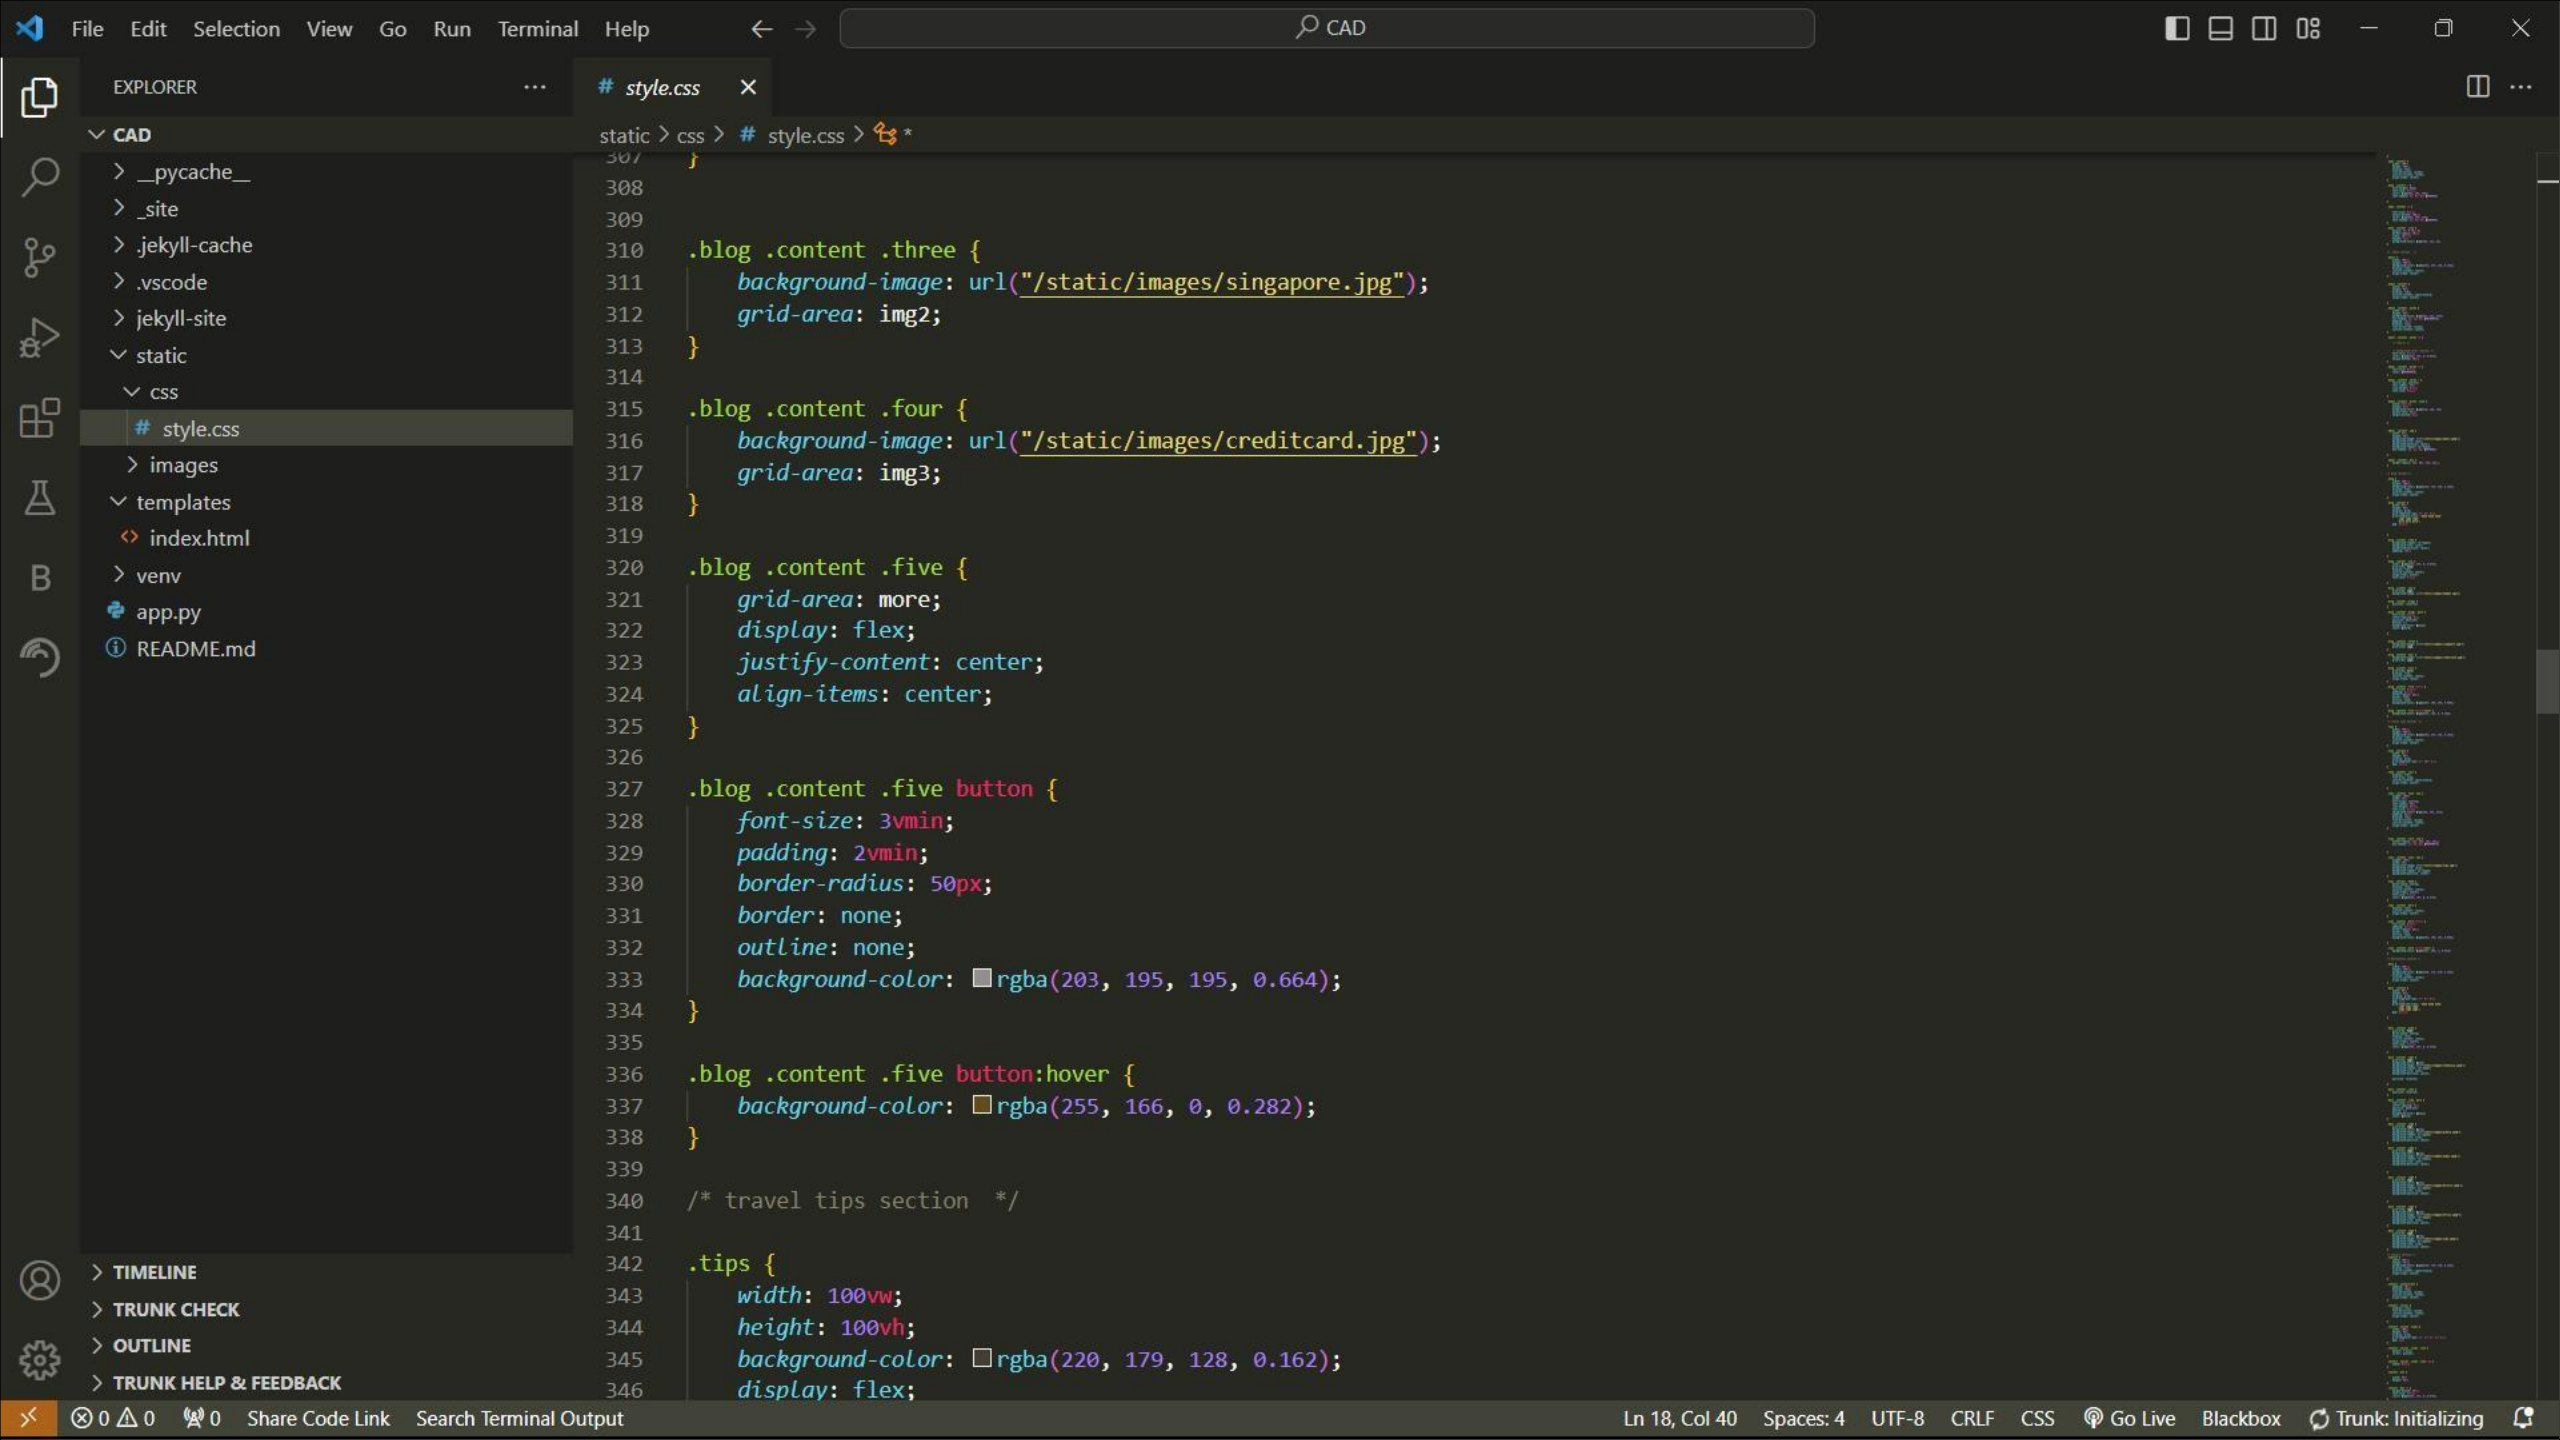 File Edit Selection View Go Run Terminal Help
CAD
EXPLORER
CAD
__pycache__
_site
.jekyll-cache
.vscode
jekyll-site
static
css
# style.css
images
templates
index.html
venv
app.py
README.md
TIMELINE
TRUNK CHECK
OUTLINE
TRUNK HELP & FEEDBACK
# style.css
static > css > # style.css > *
307 }
308
309
310 .blog .content .three {
311 background-image: url("/static/images/singapore.jpg");
312 grid-area: img2;
313 }
314
315 .blog .content .four {
316 background-image: url("/static/images/creditcard.jpg");
317 grid-area: img3;
318 }
319
320 .blog .content .five {
321 grid-area: more;
322 display: flex;
323 justify-content: center;
324 align-items: center;
325 }
326
327 .blog .content .five button {
328 font-size: 3vmin;
329 padding: 2vmin;
330 border-radius: 50px;
331 border: none;
332 outline: none;
333 background-color: rgba(203, 195, 195, 0.664);
334 }
335
336 .blog .content .five button:hover {
337 background-color: rgba(255, 166, 0, 0.282);
338 }
339
340 /* travel tips section  */
341
342 .tips {
343 width: 100vw;
344 height: 100vh;
345 background-color: rgba(220, 179, 128, 0.162);
346 display: flex;
0 0 0 Share Code Link Search Terminal Output Ln 18, Col 40 Spaces: 4 UTF-8 CRLF CSS Go Live Blackbox Trunk: Initializing